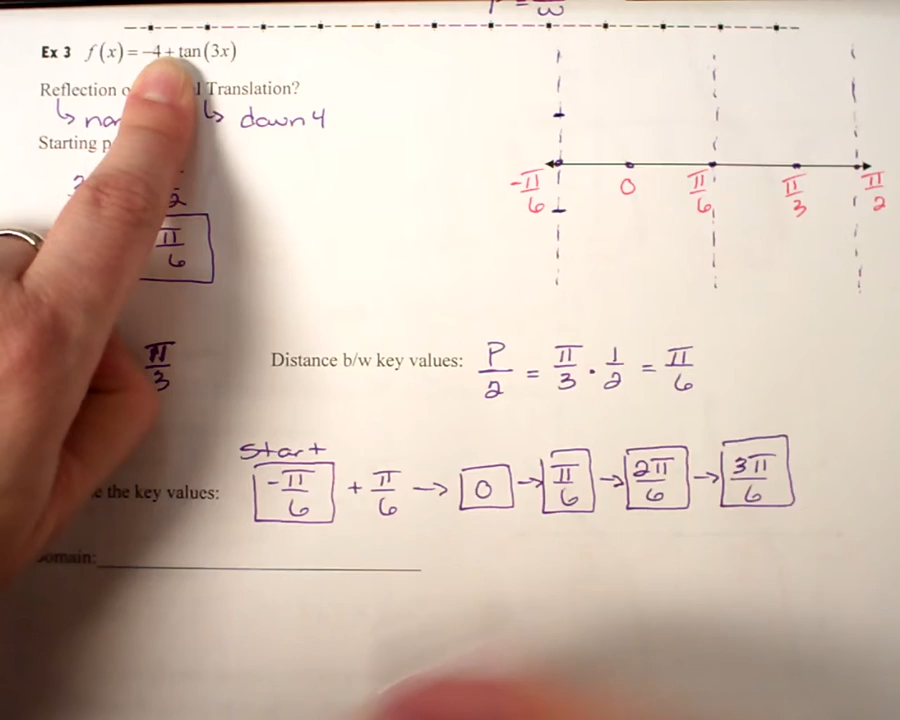 ω
Ex 3 f(x) = -4 + tan(3x)
Reflection Translation?
↳ ↳ down 4
Starting
2
π/6
-π/6 0 π/6 π/3 π/2
π/3 Distance b/w key values: P/2 = π/3 · 1/2 = π/6
Start
the key values: -π/6 + π/6 → 0 → π/6 → 2π/6 → 3π/6